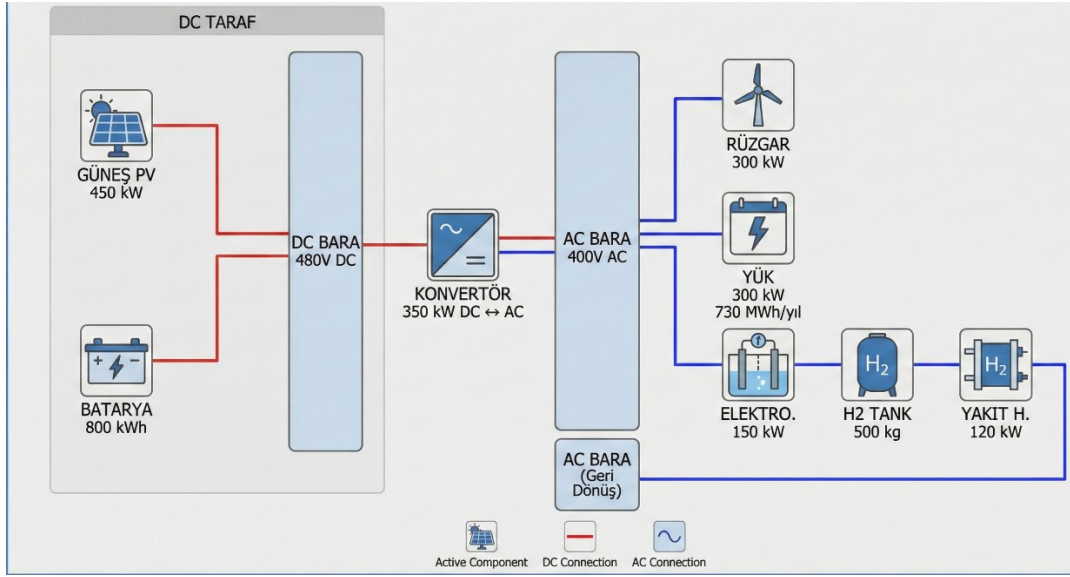 DC TARAF
GÜNEŞ PV
450 kW
BATARYA
800 kWh
DC BARA
480V DC
KONVERTÖR
350 kW DC ↔ AC
AC BARA
400V AC
RÜZGAR
300 kW
YÜK
300 kW
730 MWh/yıl
ELEKTRO.
150 kW
H₂
H2 TANK
500 kg
H₂
YAKIT H.
120 kW
AC BARA
(Geri
Dönüş)
Active Component
DC Connection
AC Connection